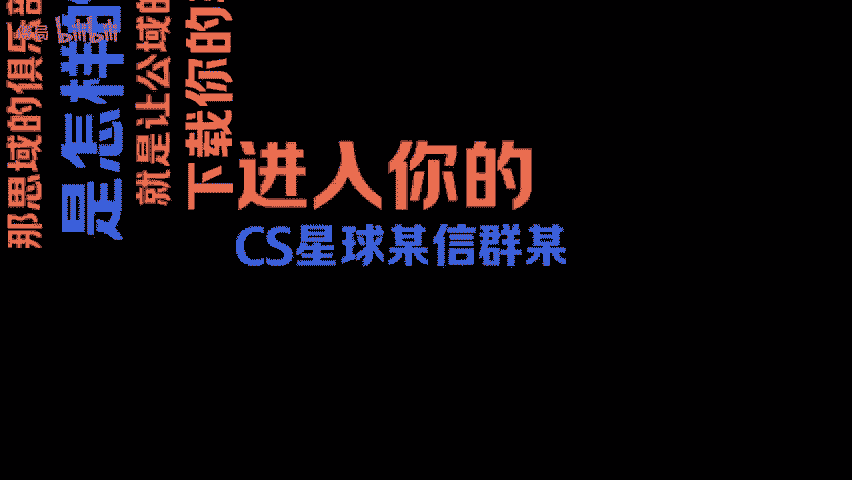 那思域的俱乐部
是怎样的
就是让公域的
下载你的
进入你的
CS星球某信群某